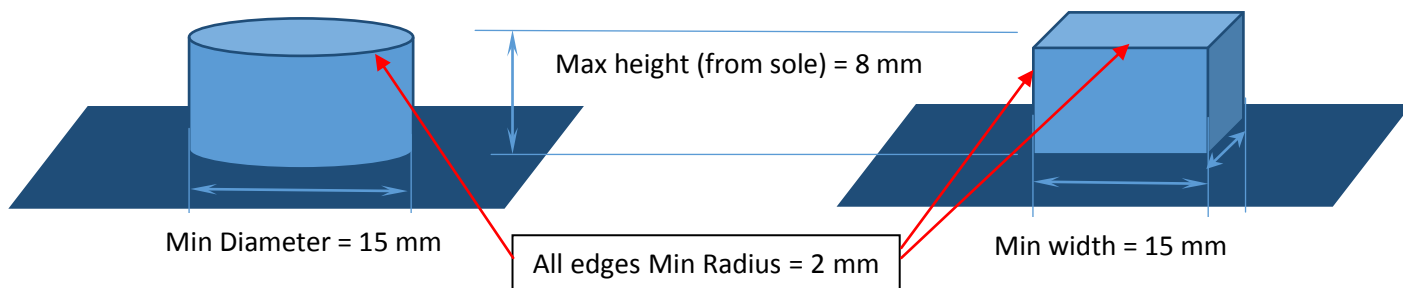 Max height (from sole) = 8 mm
Min Diameter = 15 mm
All edges Min Radius = 2 mm
Min width = 15 mm